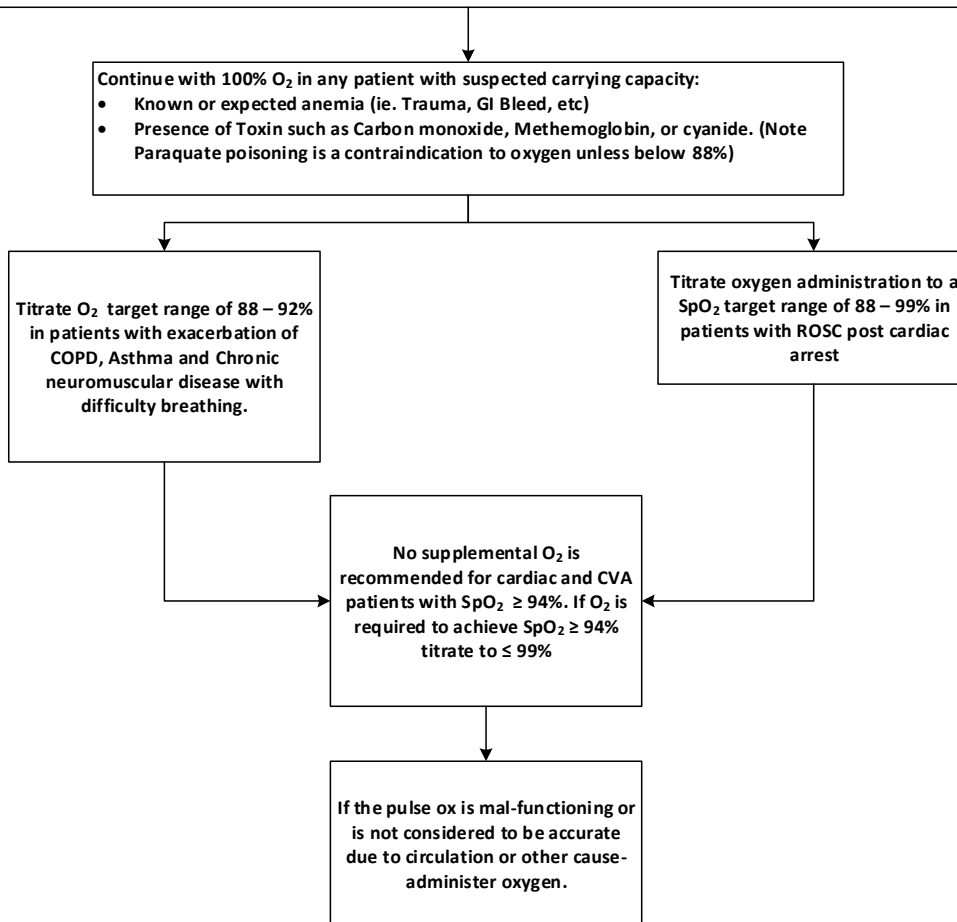 Continue with 100% O₂ in any patient with suspected carrying capacity:
• Known or expected anemia (ie. Trauma, GI Bleed, etc)
• Presence of Toxin such as Carbon monoxide, Methemoglobin, or cyanide. (Note
Paraquate poisoning is a contraindication to oxygen unless below 88%)
Titrate O₂ target range of 88 – 92%
in patients with exacerbation of
COPD, Asthma and Chronic
neuromuscular disease with
difficulty breathing.
Titrate oxygen administration to a
SpO₂ target range of 88 – 99% in
patients with ROSC post cardiac
arrest
No supplemental O₂ is
recommended for cardiac and CVA
patients with SpO₂ ≥ 94%. If O₂ is
required to achieve SpO₂ ≥ 94%
titrate to ≤ 99%
If the pulse ox is mal-functioning or
is not considered to be accurate
due to circulation or other cause-
administer oxygen.